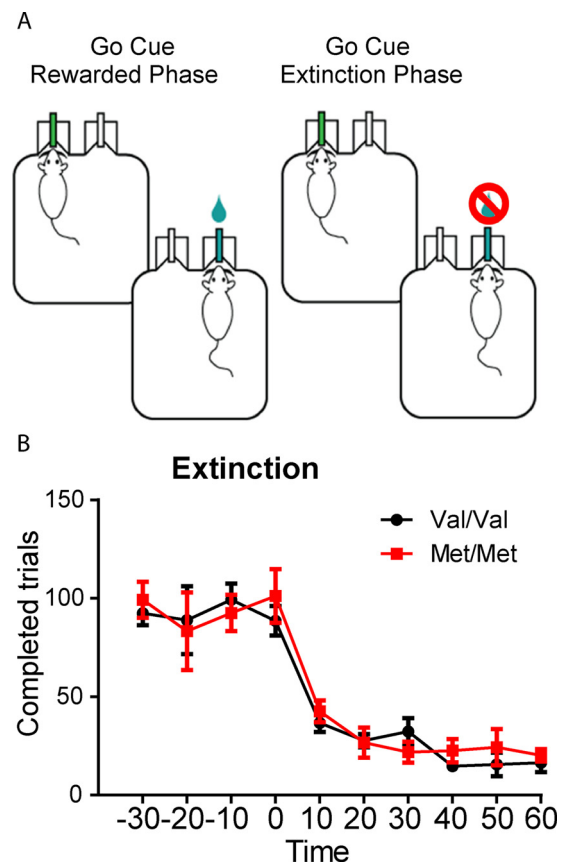 A
Go Cue
Rewarded Phase
Go Cue
Extinction Phase
B
Extinction
Completed trials
150
100
50
0
Val/Val
Met/Met
-30 -20 -10 0 10 20 30 40 50 60
Time